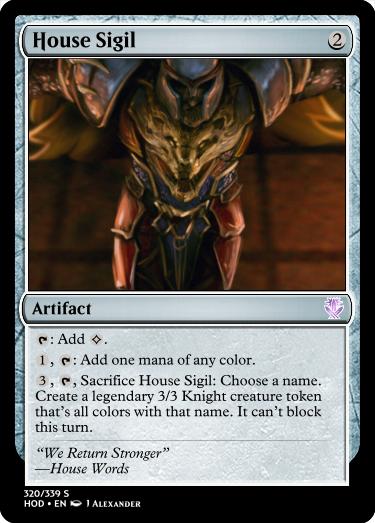 House Sigil 2
Artifact
: Add .
1, : Add one mana of any color.
3, , Sacrifice House Sigil: Choose a name.
Create a legendary 3/3 Knight creature token
that's all colors with that name. It can't block
this turn.
"We Return Stronger"
—House Words
320/339 S
HOD • EN J Alexander